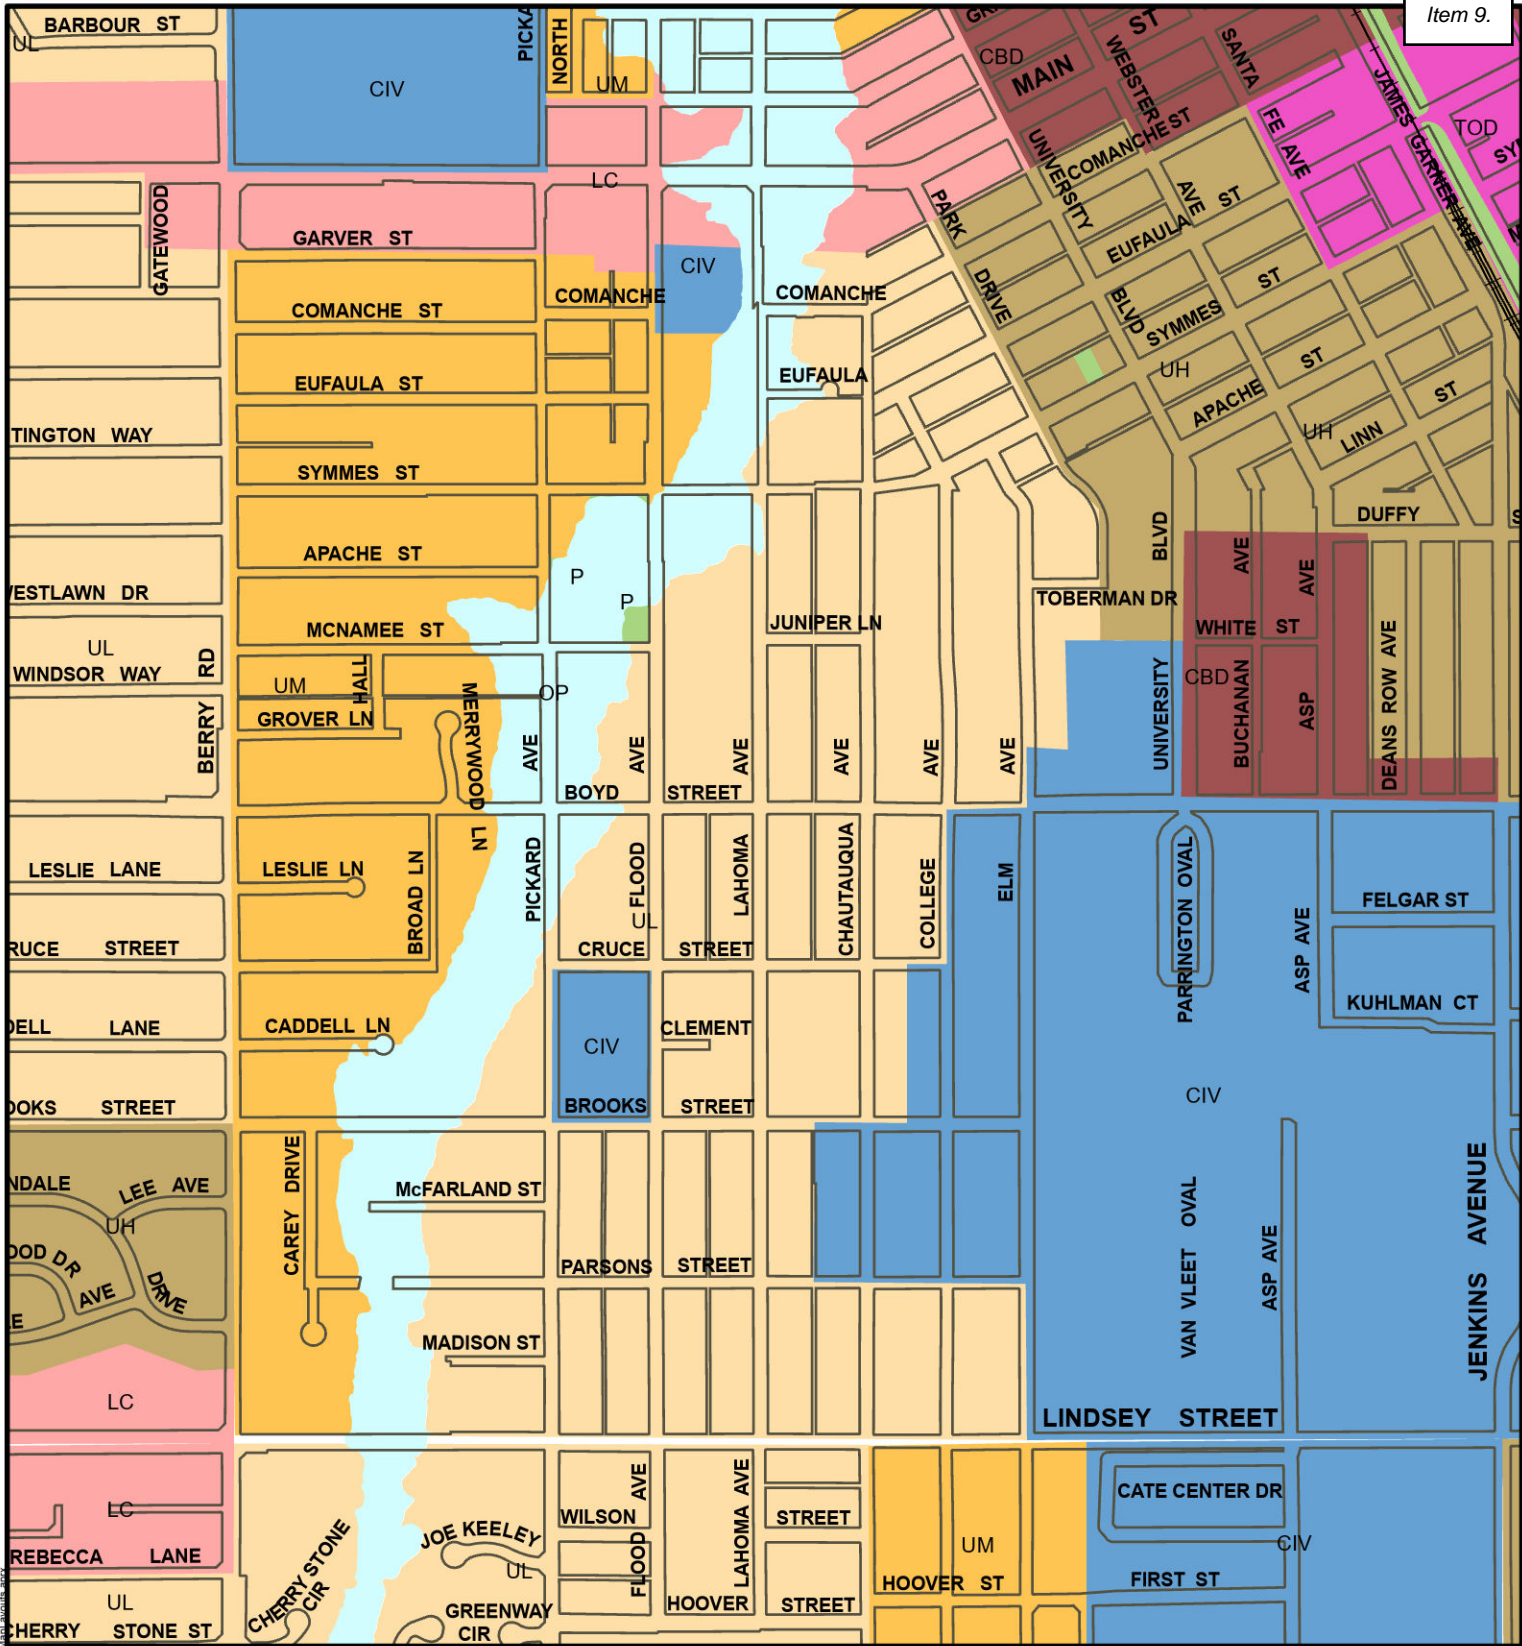 Item 9.
BARBOUR ST
UL
CIV
PICKA
NORTH
UM
CBD
MAIN
ST
WEBSTER
SANTA
FE AVE
JAMES GARNER AVE
TOD
UNIVERSITY
COMANCHE ST
LC
GATEWOOD
GARVER ST
PARK
DRIVE
AVE
EUFAULA ST
CIV
COMANCHE ST
COMANCHE
COMANCHE
BLVD
SYMMES ST
EUFAULA ST
EUFAULA
UH
APACHE ST
UH
LINN ST
TINGTON WAY
SYMMES ST
DUFFY
APACHE ST
BLVD
AVE
AVE
P
P
WESTLAWN DR
MCNAMEE ST
JUNIPER LN
TOBERMAN DR
WHITE ST
UL
WINDSOR WAY
RD
BERRY
UM
HALL
GROVER LN
MERRYWOOD LN
OP
AVE
AVE
AVE
AVE
AVE
AVE
UNIVERSITY
CBD
BUCHANAN
ASP
DEANS ROW AVE
BOYD STREET
LESLIE LANE
LESLIE LN
BROAD LN
PICKARD
FLOOD
UL
LAHOMA
CHAUTAUQUA
COLLEGE
ELM
PARRINGTON OVAL
ASP AVE
FELGAR ST
RUCE STREET
CRUCE STREET
KUHLMAN CT
DELL LANE
CADDELL LN
CIV
CLEMENT
CIV
OOKS STREET
BROOKS STREET
NDALE
LEE AVE
UH
OOD DR
AVE
DRIVE
CAREY DRIVE
McFARLAND ST
PARSONS STREET
VAN VLEET OVAL
ASP AVE
JENKINS AVENUE
MADISON ST
LC
LINDSEY STREET
LC
REBECCA LANE
CHERRY STONE CIR
JOE KEELEY
UL
WILSON STREET
AVE
FLOOD
LAHOMA AVE
UM
CATE CENTER DR
CIV
HOOVER ST
FIRST ST
UL
CHERRY STONE ST
GREENWAY
CIR
HOOVER STREET